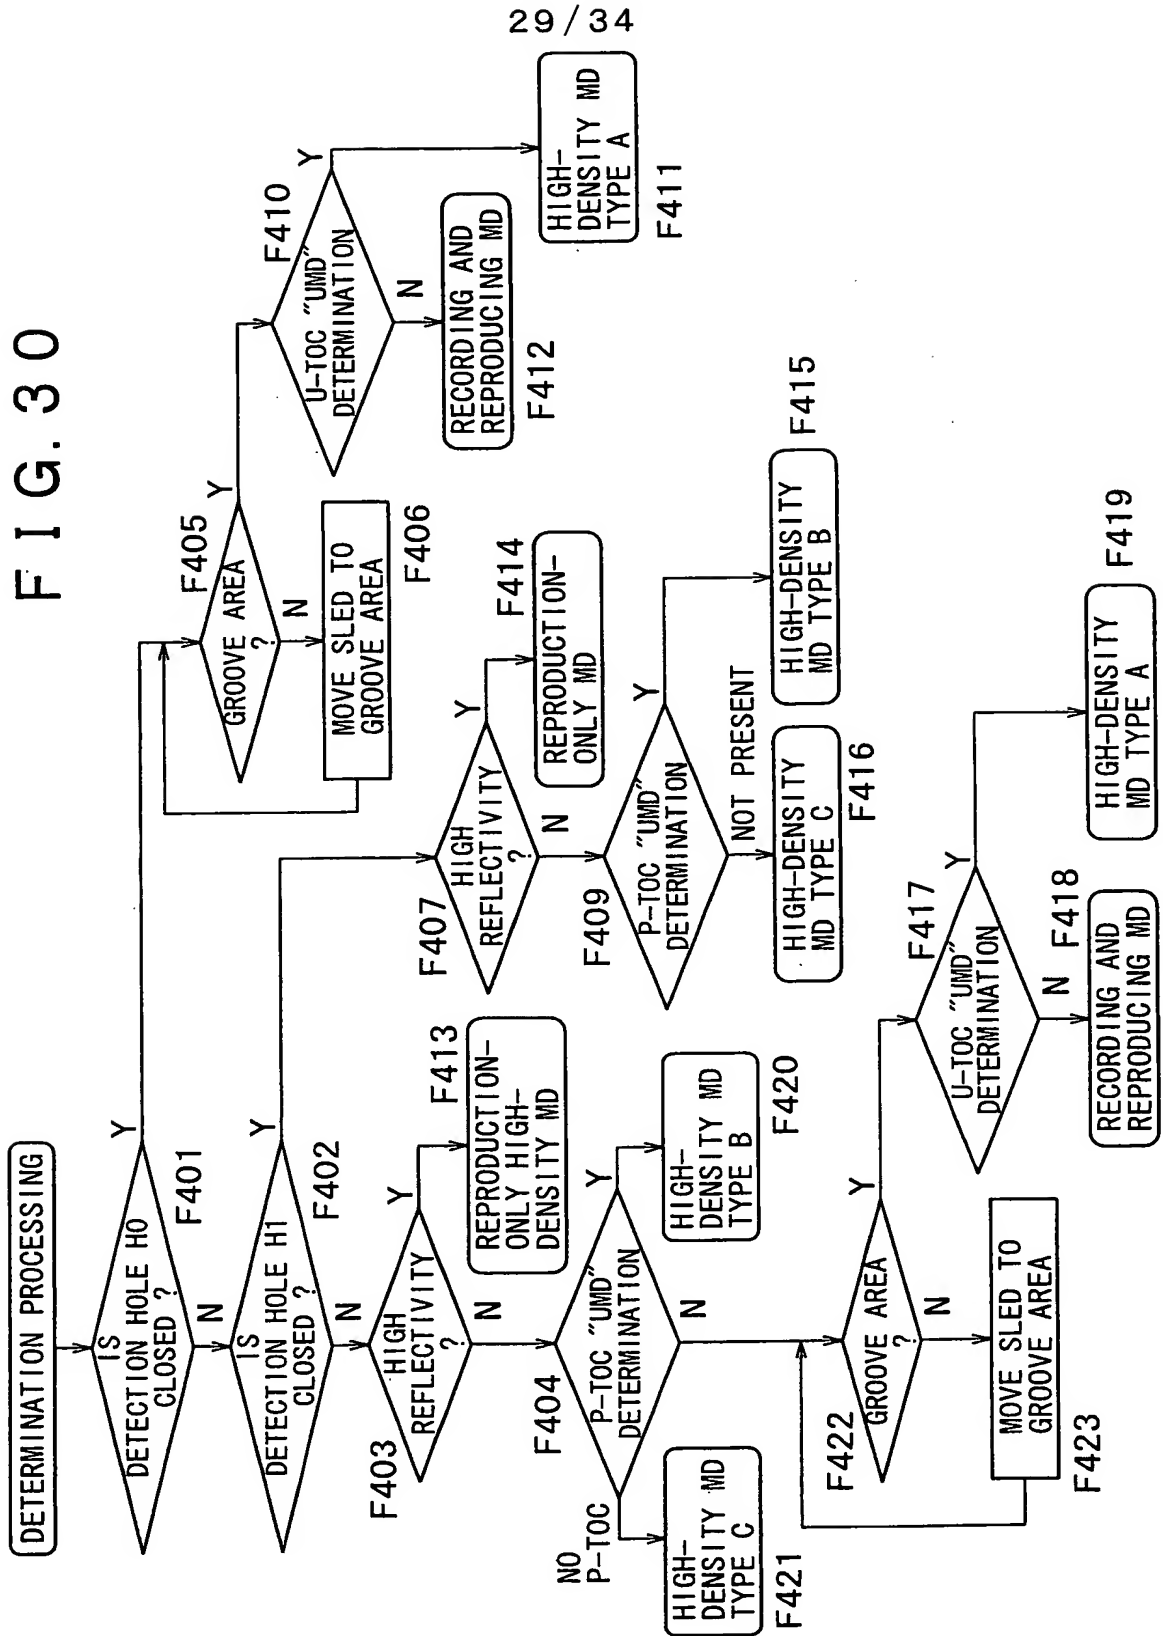 29/34
FIG. 30
DETERMINATION PROCESSING
IS
DETECTION HOLE H0
CLOSED ?
F401
Y
N
IS
DETECTION HOLE H1
CLOSED ?
F402
Y
N
HIGH
REFLECTIVITY
?
F403
Y
N
REPRODUCTION-
ONLY HIGH-
DENSITY MD
F413
P-TOC "UMD"
DETERMINATION
F404
Y
N
NO
P-TOC
HIGH-
DENSITY MD
TYPE B
F420
HIGH-
DENSITY MD
TYPE C
F421
GROOVE AREA
?
F422
Y
N
MOVE SLED TO
GROOVE AREA
F423
U-TOC "UMD"
DETERMINATION
F417
Y
N
RECORDING AND
REPRODUCING MD
F418
HIGH-DENSITY
MD TYPE A
F419
HIGH
REFLECTIVITY
?
F407
Y
N
REPRODUCTION-
ONLY MD
F414
P-TOC "UMD"
DETERMINATION
F409
Y
NOT PRESENT
HIGH-DENSITY
MD TYPE B
F415
HIGH-DENSITY
MD TYPE C
F416
GROOVE AREA
?
F405
Y
N
MOVE SLED TO
GROOVE AREA
F406
U-TOC "UMD"
DETERMINATION
F410
Y
N
RECORDING AND
REPRODUCING MD
F412
HIGH-
DENSITY MD
TYPE A
F411